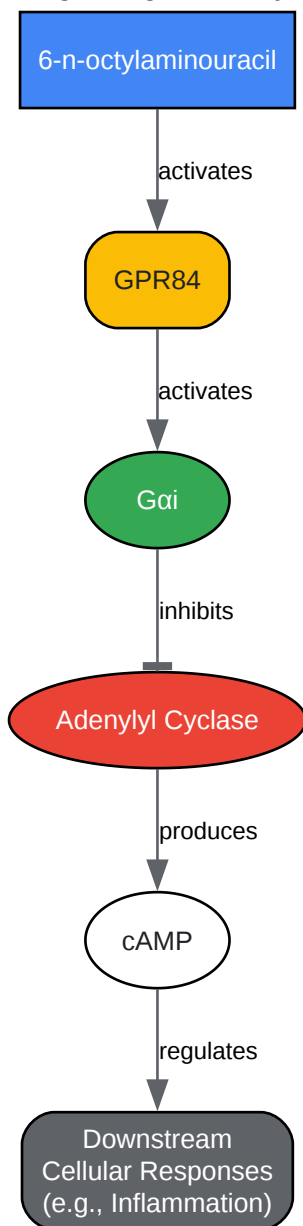 6-n-octylaminouracil
activates
GPR84
activates
Gαi
inhibits
Adenylyl Cyclase
produces
cAMP
regulates
Downstream
Cellular Responses
(e.g., Inflammation)